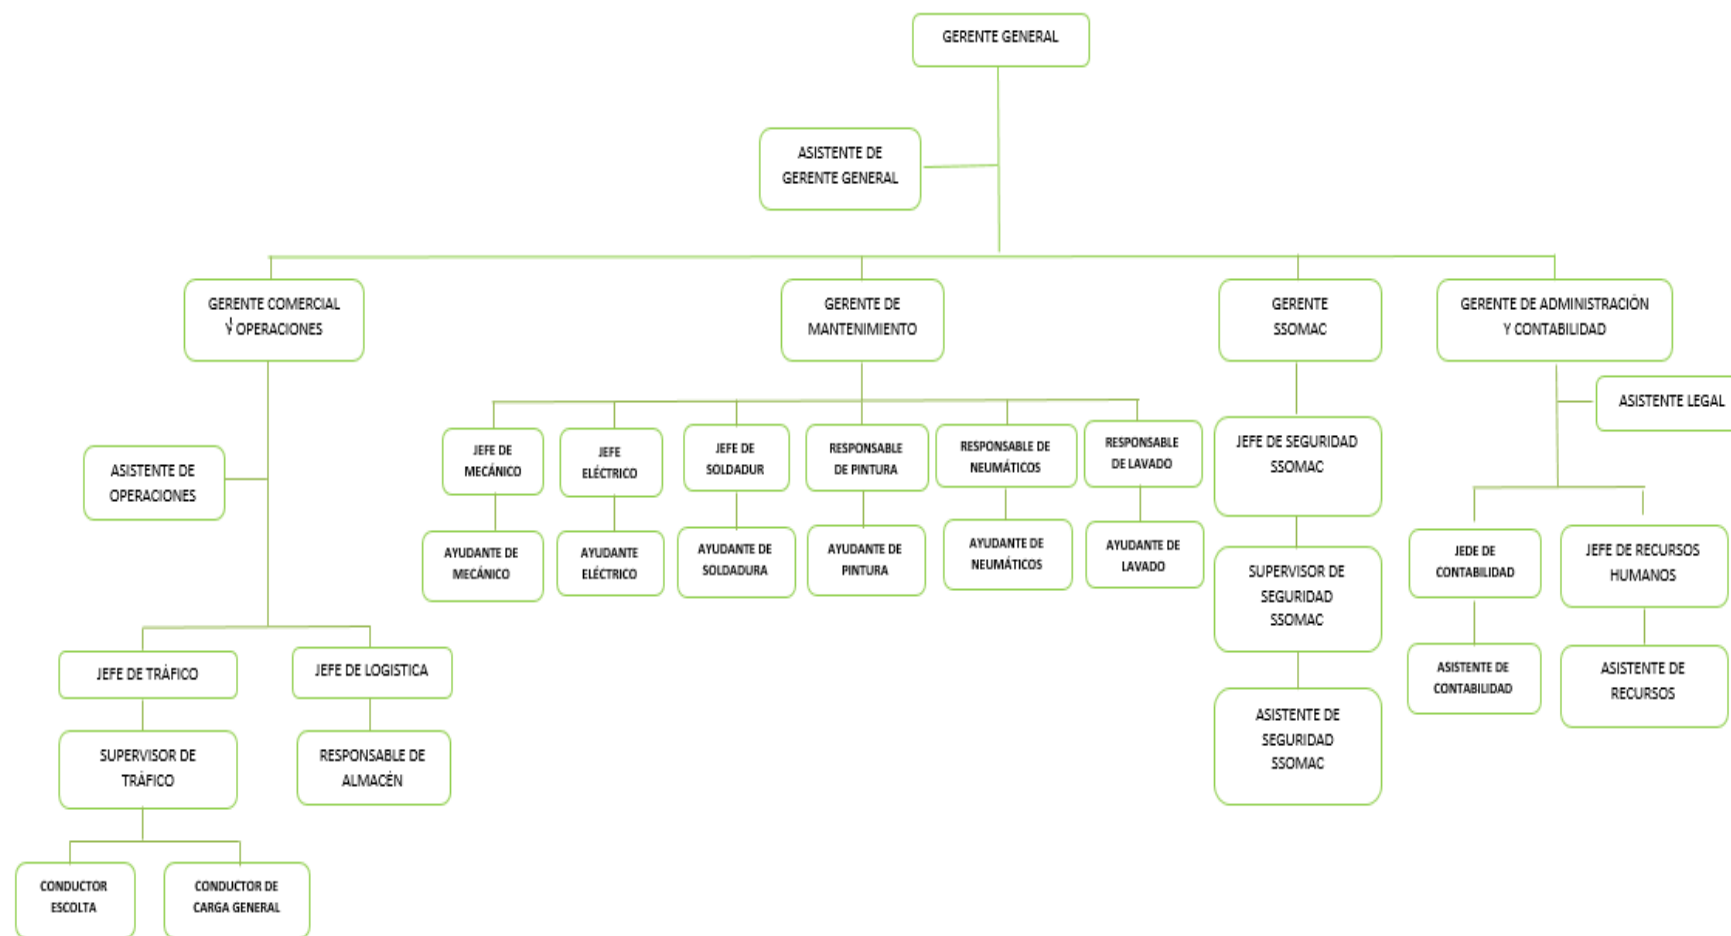 GERENTE GENERAL
ASISTENTE DE
GERENTE GENERAL
GERENTE COMERCIAL
Y OPERACIONES
GERENTE DE
MANTENIMIENTO
GERENTE
SSOMAC
GERENTE DE ADMINISTRACIÓN
Y CONTABILIDAD
ASISTENTE LEGAL
ASISTENTE DE
OPERACIONES
JEFE DE
MECÁNICO
JEFE
ELÉCTRICO
JEFE DE
SOLDADUR
RESPONSABLE
DE PINTURA
RESPONSABLE DE
NEUMÁTICOS
RESPONSABLE
DE LAVADO
JEFE DE SEGURIDAD
SSOMAC
AYUDANTE DE
MECÁNICO
AYUDANTE
ELÉCTRICO
AYUDANTE DE
SOLDADURA
AYUDANTE DE
PINTURA
AYUDANTE DE
NEUMÁTICOS
AYUDANTE DE
LAVADO
SUPERVISOR DE
SEGURIDAD
SSOMAC
JEDE DE
CONTABILIDAD
JEFE DE RECURSOS
HUMANOS
JEFE DE TRÁFICO
JEFE DE LOGISTICA
ASISTENTE DE
SEGURIDAD
SSOMAC
ASISTENTE DE
CONTABILIDAD
ASISTENTE DE
RECURSOS
SUPERVISOR DE
TRÁFICO
RESPONSABLE DE
ALMACÉN
CONDUCTOR
ESCOLTA
CONDUCTOR DE
CARGA GENERAL